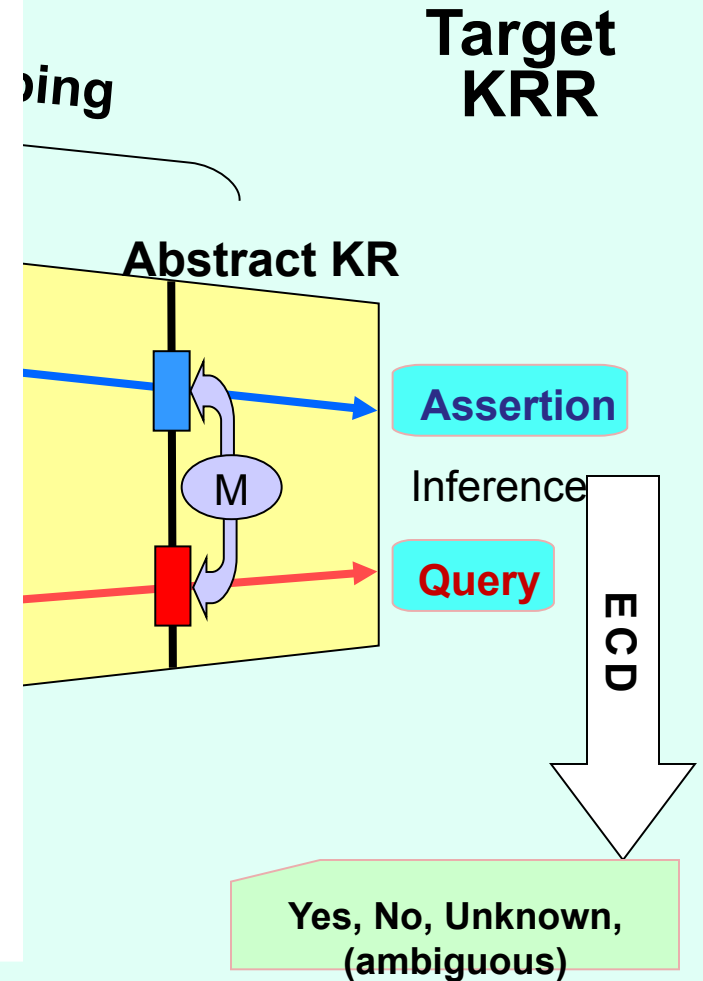 Target
KRR
ping
Abstract KR
Assertion
M
Inference
Query
ECD
Yes, No, Unknown,
(ambiguous)